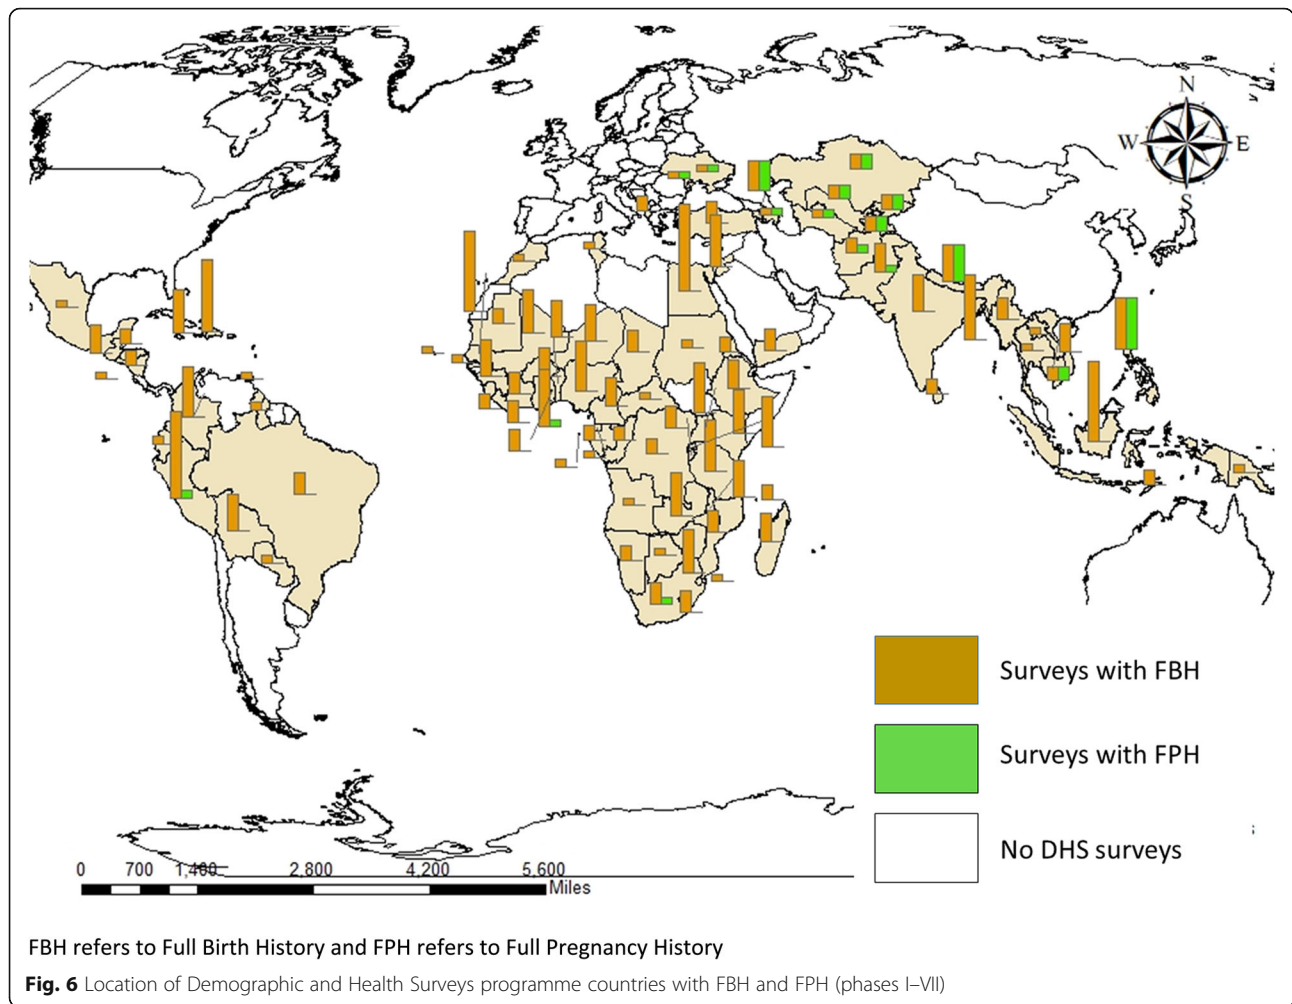 N
W E
S
Surveys with FBH
Surveys with FPH
No DHS surveys
0 700 1,400 2,800 4,200 5,600
Miles
FBH refers to Full Birth History and FPH refers to Full Pregnancy History
Fig. 6 Location of Demographic and Health Surveys programme countries with FBH and FPH (phases I–VII)